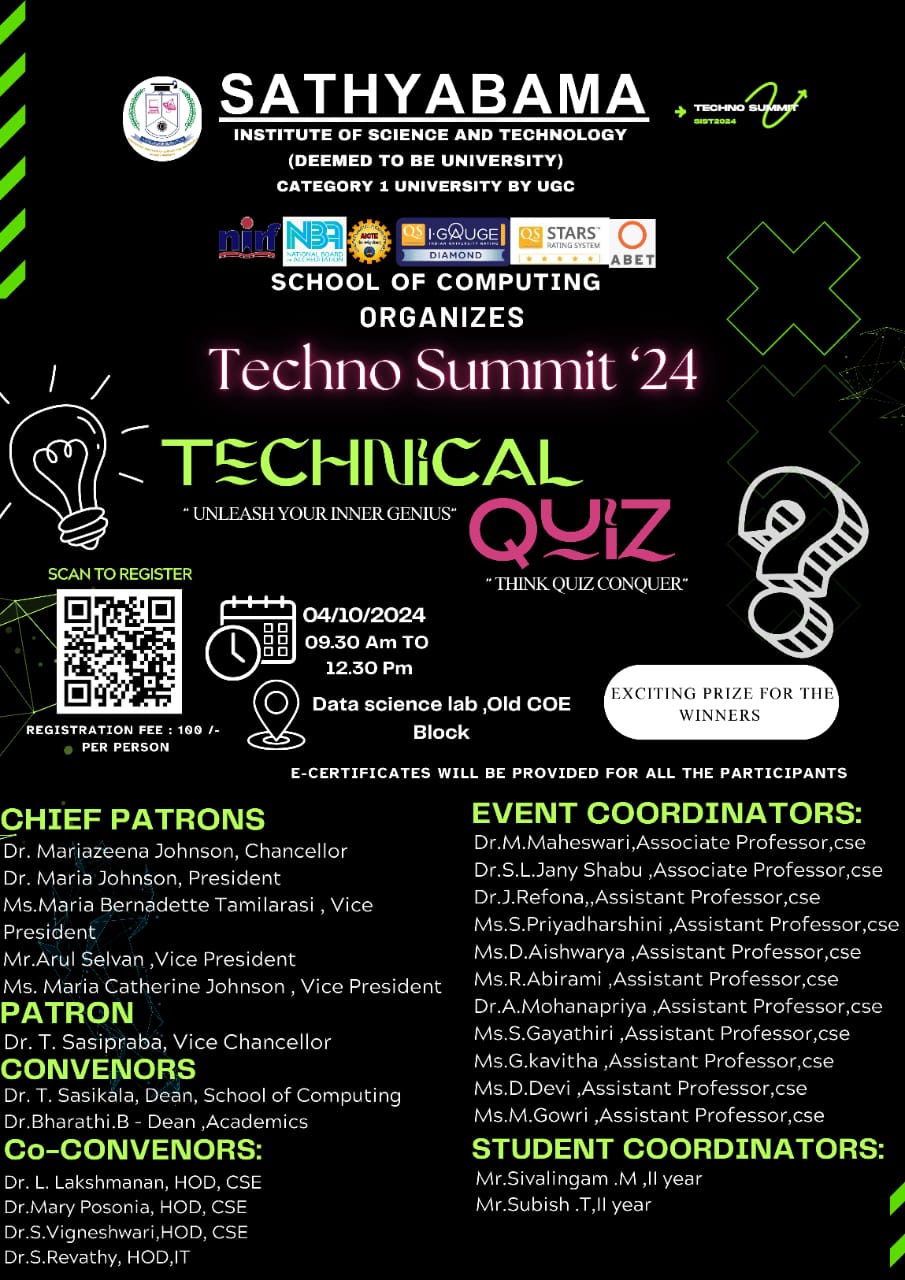 SATHYABAMA
INSTITUTE OF SCIENCE AND TECHNOLOGY
(DEEMED TO BE UNIVERSITY)
CATEGORY 1 UNIVERSITY BY UGC
TECHNO SUMMIT
SIST2024
nirf
NBA
NATIONAL BOARD
AICTE
QS I·GAUGE
INDIAN UNIVERSITY RATING
DIAMOND
QS STARS™
RATING SYSTEM
ABET
SCHOOL OF COMPUTING
ORGANIZES
Techno Summit ‘24
TECHNiCAL
QUiZ
“ UNLEASH YOUR INNER GENIUS“
“ THINK QUIZ CONQUER”
SCAN TO REGISTER
REGISTRATION FEE : 100 /-
PER PERSON
04/10/2024
09.30 Am TO
12.30 Pm
Data science lab ,Old COE
Block
EXCITING PRIZE FOR THE
WINNERS
E-CERTIFICATES WILL BE PROVIDED FOR ALL THE PARTICIPANTS
CHIEF PATRONS
Dr. Mariazeena Johnson, Chancellor
Dr. Maria Johnson, President
Ms.Maria Bernadette Tamilarasi , Vice
President
Mr.Arul Selvan ,Vice President
Ms. Maria Catherine Johnson , Vice President
PATRON
Dr. T. Sasipraba, Vice Chancellor
CONVENORS
Dr. T. Sasikala, Dean, School of Computing
Dr.Bharathi.B - Dean ,Academics
Co-CONVENORS:
Dr. L. Lakshmanan, HOD, CSE
Dr.Mary Posonia, HOD, CSE
Dr.S.Vigneshwari,HOD, CSE
Dr.S.Revathy, HOD,IT
EVENT COORDINATORS:
Dr.M.Maheswari,Associate Professor,cse
Dr.S.L.Jany Shabu ,Associate Professor,cse
Dr.J.Refona,,Assistant Professor,cse
Ms.S.Priyadharshini ,Assistant Professor,cse
Ms.D.Aishwarya ,Assistant Professor,cse
Ms.R.Abirami ,Assistant Professor,cse
Dr.A.Mohanapriya ,Assistant Professor,cse
Ms.S.Gayathiri ,Assistant Professor,cse
Ms.G.kavitha ,Assistant Professor,cse
Ms.D.Devi ,Assistant Professor,cse
Ms.M.Gowri ,Assistant Professor,cse
STUDENT COORDINATORS:
Mr.Sivalingam .M ,II year
Mr.Subish .T,II year